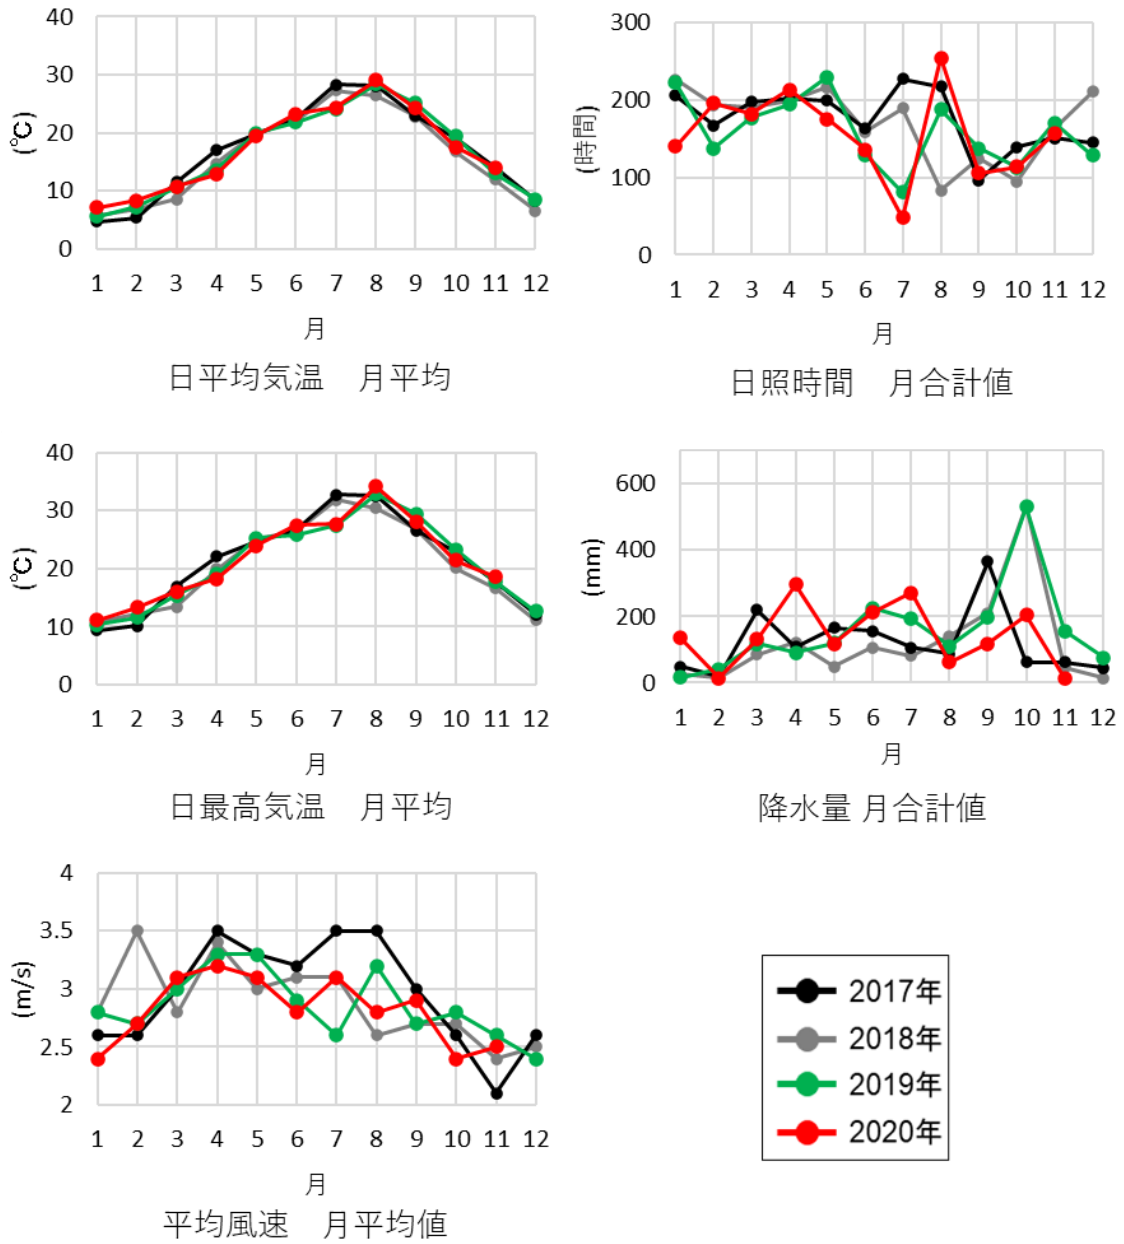 40
30
20
10
0
(℃)
1 2 3 4 5 6 7 8 9 10 11 12
月
日平均気温　月平均
300
200
100
0
(時間)
1 2 3 4 5 6 7 8 9 10 11 12
月
日照時間　月合計値
40
30
20
10
0
(℃)
1 2 3 4 5 6 7 8 9 10 11 12
月
日最高気温　月平均
600
400
200
0
(mm)
1 2 3 4 5 6 7 8 9 10 11 12
月
降水量 月合計値
4
3.5
3
2.5
2
(m/s)
1 2 3 4 5 6 7 8 9 10 11 12
月
平均風速　月平均値
2017年
2018年
2019年
2020年